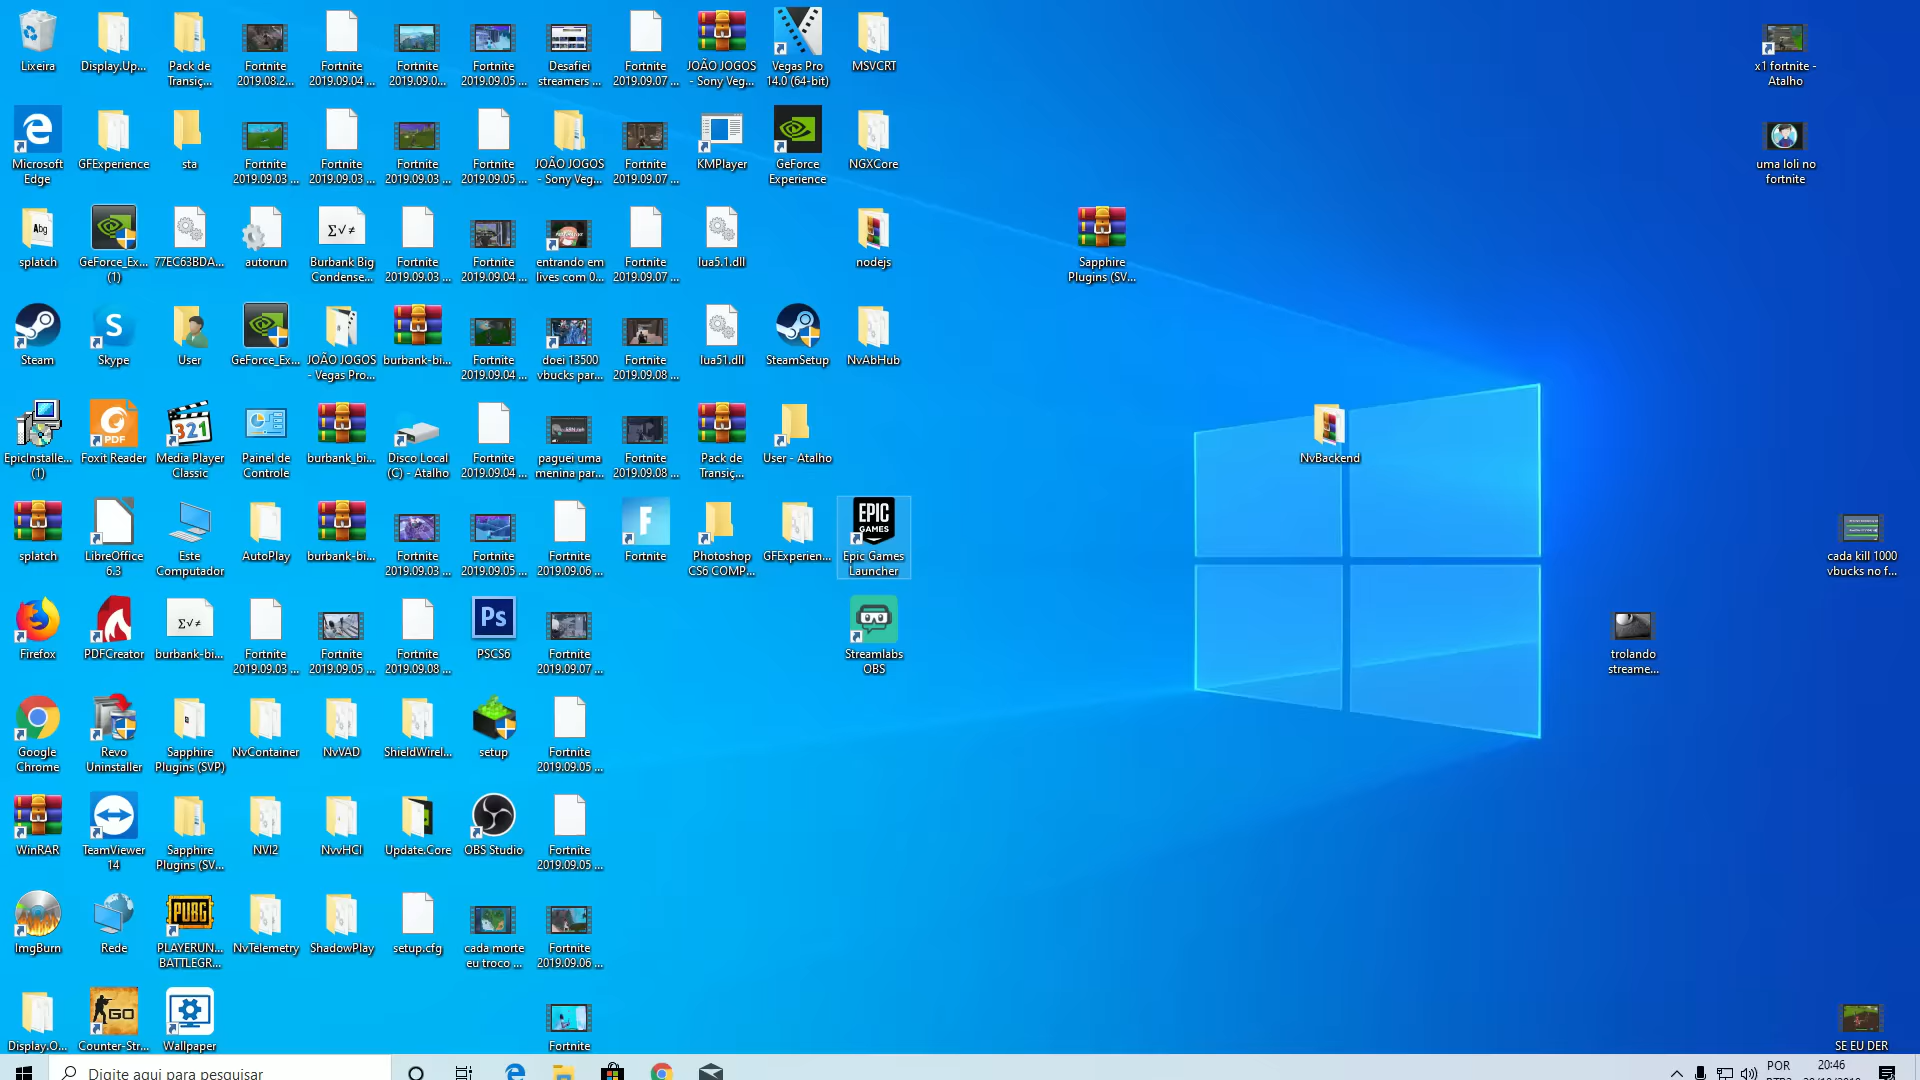 Lixeira
Display.Up...
Pack de
Transiç...
Fortnite
2019.08.2...
Fortnite
2019.09.04 ...
Fortnite
2019.09.0...
Fortnite
2019.09.05 ...
Desafiei
streamers ...
Fortnite
2019.09.07 ...
JOÃO JOGOS
- Sony Veg...
Vegas Pro
14.0 (64-bit)
MSVCRT
x1 fortnite -
Atalho
Microsoft
Edge
GFExperience
sta
Fortnite
2019.09.03 ...
Fortnite
2019.09.03 ...
Fortnite
2019.09.03 ...
Fortnite
2019.09.05 ...
JOÃO JOGOS
- Sony Veg...
Fortnite
2019.09.07 ...
KMPlayer
GeForce
Experience
NGXCore
uma loli no
fortnite
Abg
splatch
GeForce_Ex...
(1)
77EC63BDA...
autorun
Σ√≠
Burbank Big
Condense...
Fortnite
2019.09.03 ...
Fortnite
2019.09.04 ...
entrando em
lives com 0...
Fortnite
2019.09.07 ...
lua5.1.dll
nodejs
Sapphire
Plugins (SV...
Steam
Skype
User
GeForce_Ex...
JOÃO JOGOS
- Vegas Pro...
burbank-bi...
Fortnite
2019.09.04 ...
doei 13500
vbucks par...
Fortnite
2019.09.08 ...
lua51.dll
SteamSetup
NvAbHub
EpicInstalle...
(1)
PDF
Foxit Reader
321
Media Player
Classic
Painel de
Controle
burbank_bi...
Disco Local
(C) - Atalho
Fortnite
2019.09.04 ...
paguei uma
menina par...
Fortnite
2019.09.08 ...
Pack de
Transiç...
User - Atalho
NvBackend
splatch
LibreOffice
6.3
Este
Computador
AutoPlay
burbank-bi...
Fortnite
2019.09.03 ...
Fortnite
2019.09.05 ...
Fortnite
2019.09.06 ...
F
Fortnite
Photoshop
CS6 COMP...
GFExperien...
EPIC
GAMES
Epic Games
Launcher
cada kill 1000
vbucks no f...
Firefox
PDFCreator
Σ√≠
burbank-bi...
Fortnite
2019.09.03 ...
Fortnite
2019.09.05 ...
Fortnite
2019.09.08 ...
Ps
PSCS6
Fortnite
2019.09.07 ...
Streamlabs
OBS
trolando
streame...
Google
Chrome
Revo
Uninstaller
Sapphire
Plugins (SVP)
NvContainer
NvVAD
ShieldWirel...
setup
Fortnite
2019.09.05 ...
WinRAR
TeamViewer
14
Sapphire
Plugins (SV...
NVI2
NvvHCI
Update.Core
OBS Studio
Fortnite
2019.09.05 ...
ImgBurn
Rede
PUBG
PLAYERUN...
BATTLEGR...
NvTelemetry
ShadowPlay
setup.cfg
cada morte
eu troco ...
Fortnite
2019.09.06 ...
Display.O...
GO
Counter-Str...
Wallpaper
Fortnite
SE EU DER
Digite aqui para pesquisar
POR
20:46